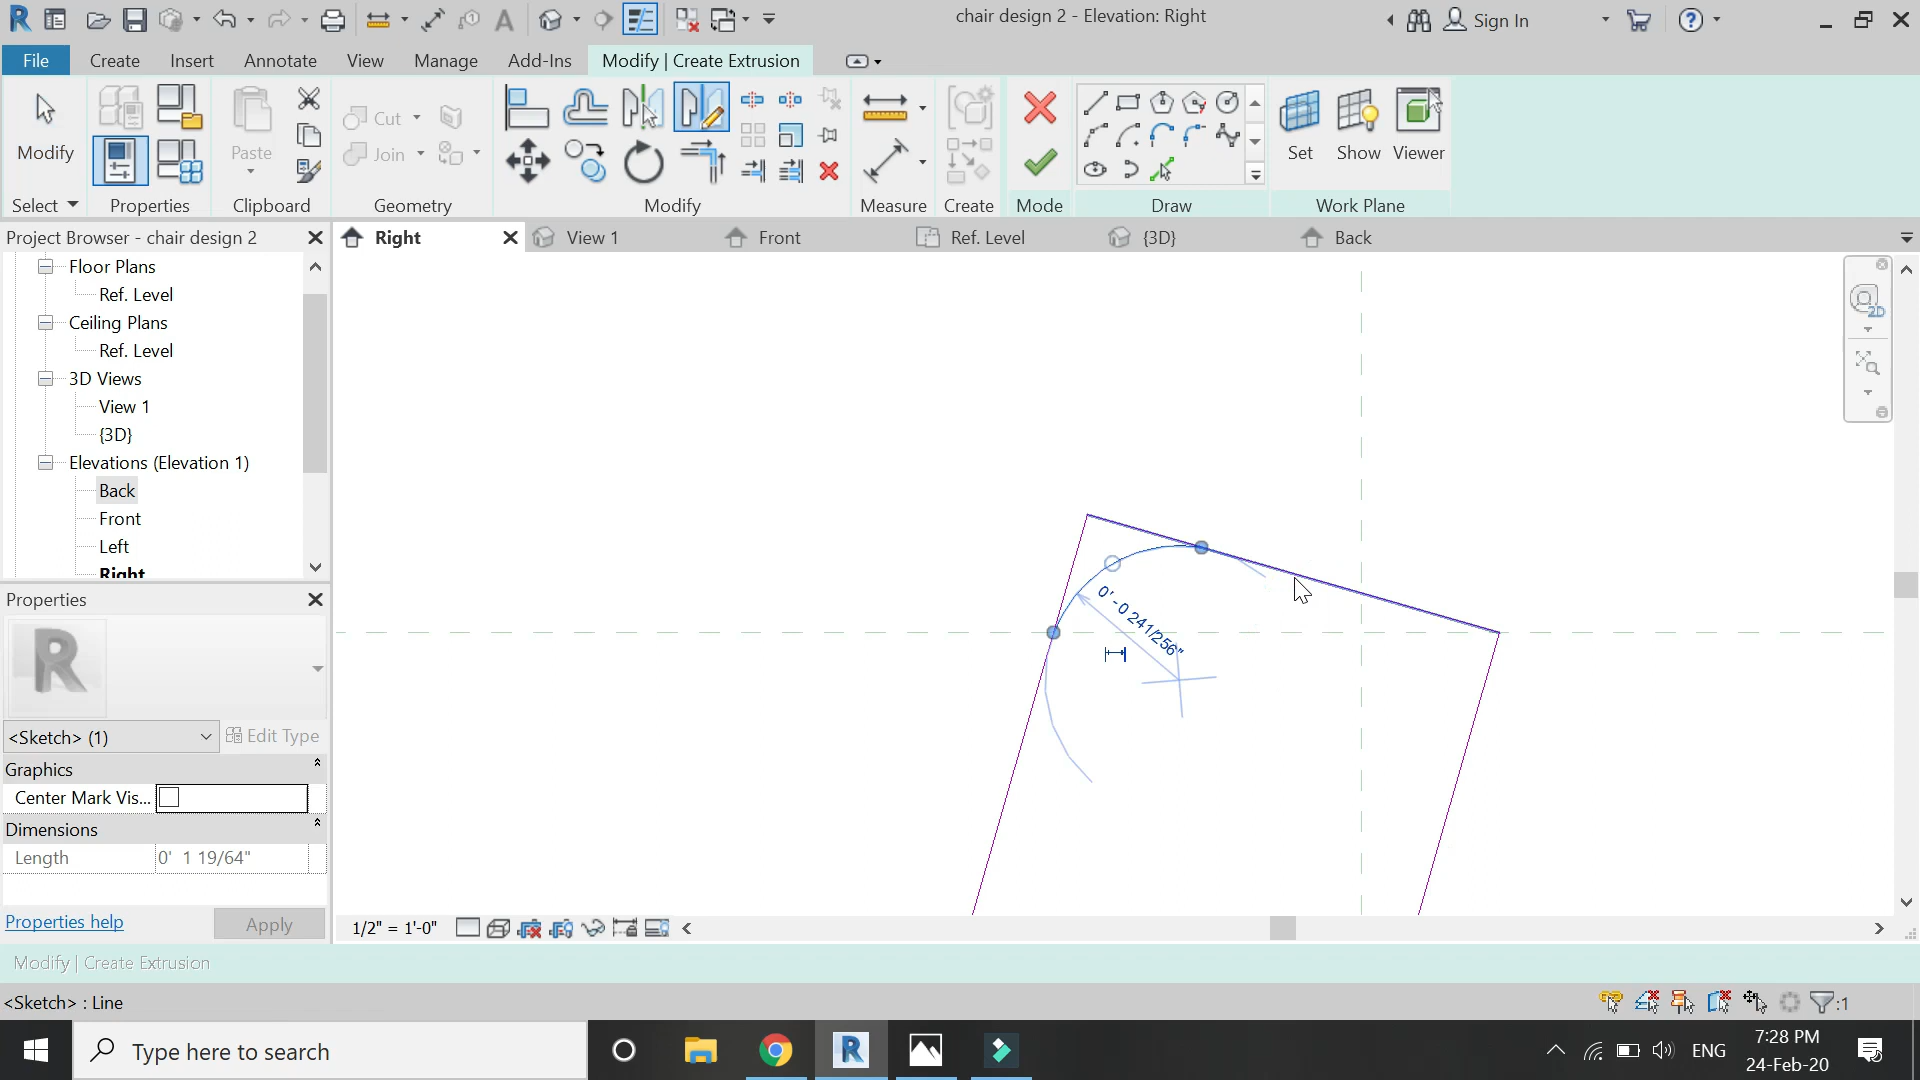 chair design 2 - Elevation: Right
Sign In
File
Create
Insert
Annotate
View
Manage
Add-Ins
Modify | Create Extrusion
Modify
Paste
Cut
Join
Set
Show
Viewer
Select
Properties
Clipboard
Geometry
Modify
Measure
Create
Mode
Draw
Work Plane
Project Browser - chair design 2
Right
View 1
Front
Ref. Level
{3D}
Back
Floor Plans
Ref. Level
Ceiling Plans
Ref. Level
3D Views
View 1
{3D}
Elevations (Elevation 1)
Back
Front
Left
Right
2D
0' - 0 241/256"
Properties
<Sketch> (1)
Edit Type
Graphics
Center Mark Vis...
Dimensions
Length
0' 1 19/64"
Properties help
Apply
1/2" = 1'-0"
Modify | Create Extrusion
<Sketch> : Line
:1
Type here to search
ENG
7:28 PM
24-Feb-20